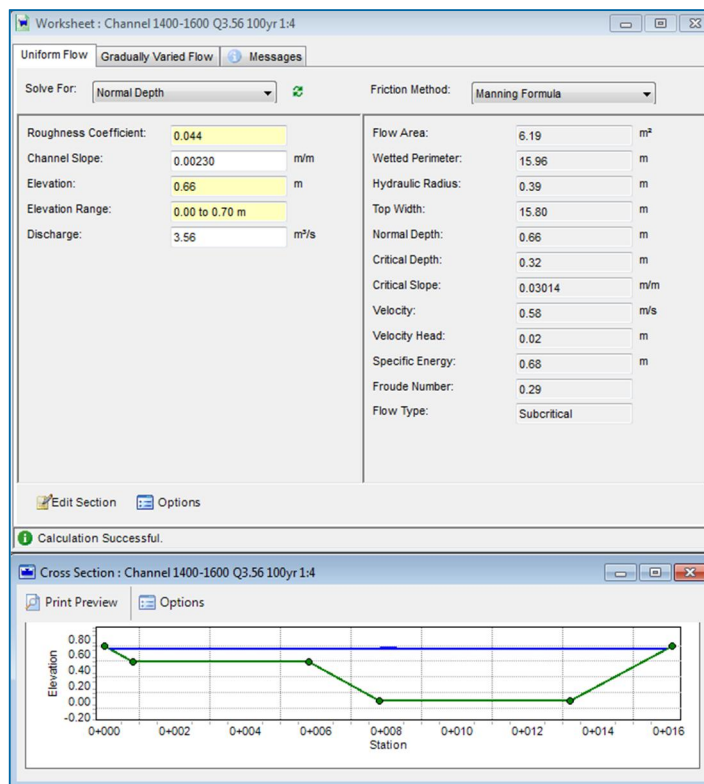 Worksheet : Channel 1400-1600 Q3.56 100yr 1:4
Uniform Flow Gradually Varied Flow Messages
Solve For: Normal Depth Friction Method: Manning Formula
Roughness Coefficient: 0.044
Channel Slope: 0.00230 m/m
Elevation: 0.66 m
Elevation Range: 0.00 to 0.70 m
Discharge: 3.56 m³/s
Flow Area: 6.19 m²
Wetted Perimeter: 15.96 m
Hydraulic Radius: 0.39 m
Top Width: 15.80 m
Normal Depth: 0.66 m
Critical Depth: 0.32 m
Critical Slope: 0.03014 m/m
Velocity: 0.58 m/s
Velocity Head: 0.02 m
Specific Energy: 0.68 m
Froude Number: 0.29
Flow Type: Subcritical
Edit Section Options
Calculation Successful.
Cross Section : Channel 1400-1600 Q3.56 100yr 1:4
Print Preview Options
0.80
0.60
0.40
0.20
0.00
-0.20
Elevation
0+000 0+002 0+004 0+006 0+008 0+010 0+012 0+014 0+016
Station